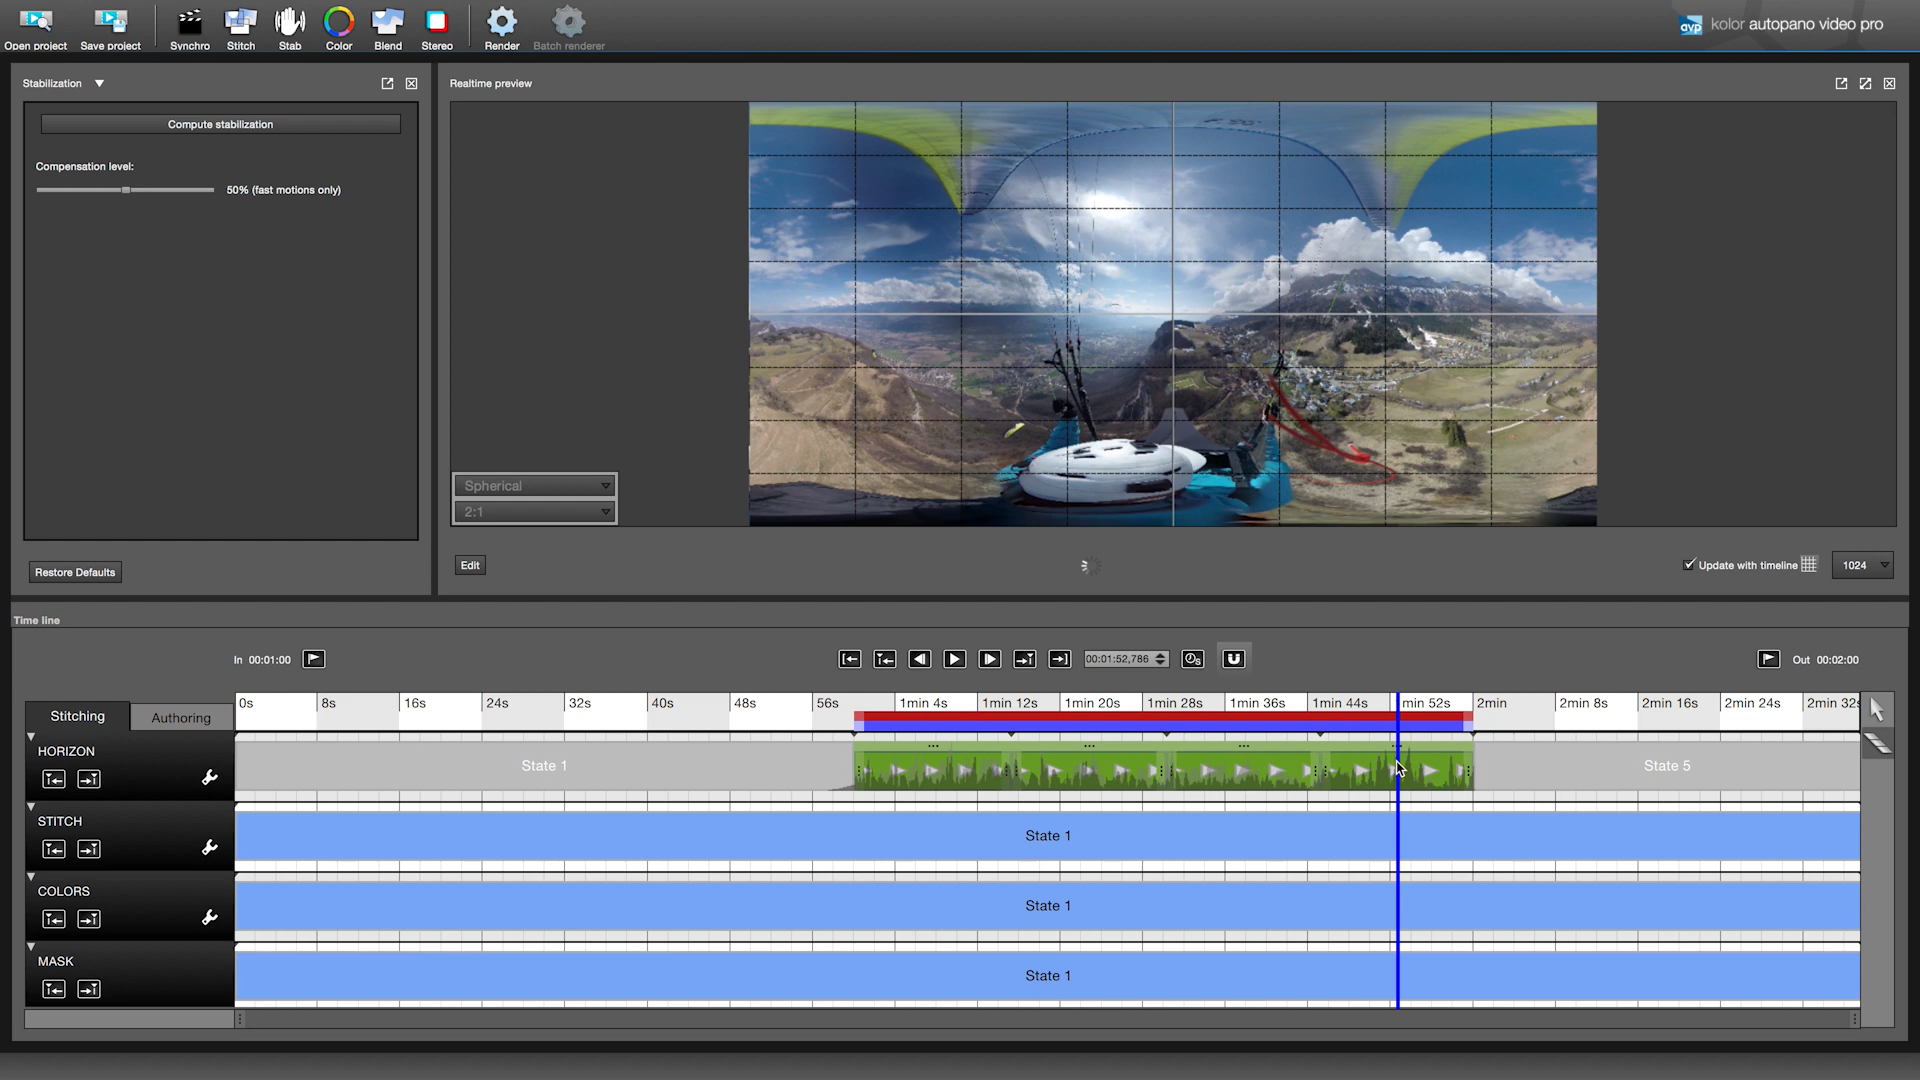 Open project Save project Synchro Stitch Stab Color Blend Stereo Render Batch renderer
avp kolor autopano video pro
Stabilization
Realtime preview
Compute stabilization
Compensation level:
50% (fast motions only)
Spherical
2:1
Restore Defaults
Edit
Update with timeline
1024
Time line
In 00:01:00
00:01:52,786
Out 00:02:00
Stitching
Authoring
0s 8s 16s 24s 32s 40s 48s 56s 1min 4s 1min 12s 1min 20s 1min 28s 1min 36s 1min 44s min 52s 2min 2min 8s 2min 16s 2min 24s 2min 32s
HORIZON
State 1
State 5
STITCH
State 1
COLORS
State 1
MASK
State 1